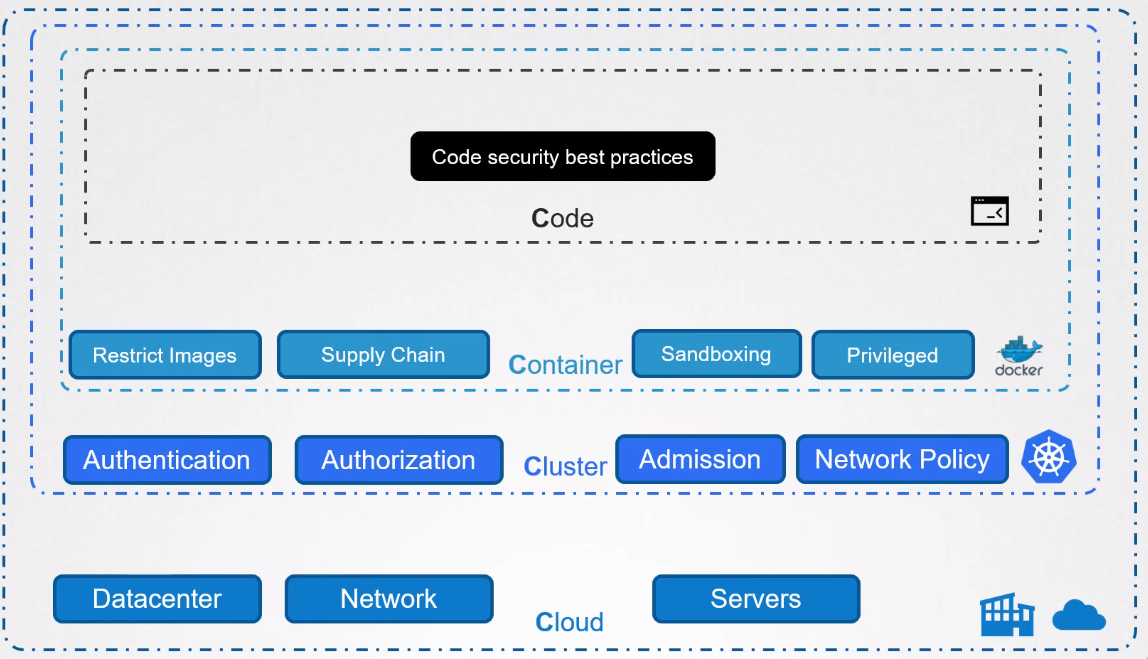 Code security best practices
Code
Restrict Images
Supply Chain
Container
Sandboxing
Privileged
docker
Authentication
Authorization
Cluster
Admission
Network Policy
Datacenter
Network
Cloud
Servers